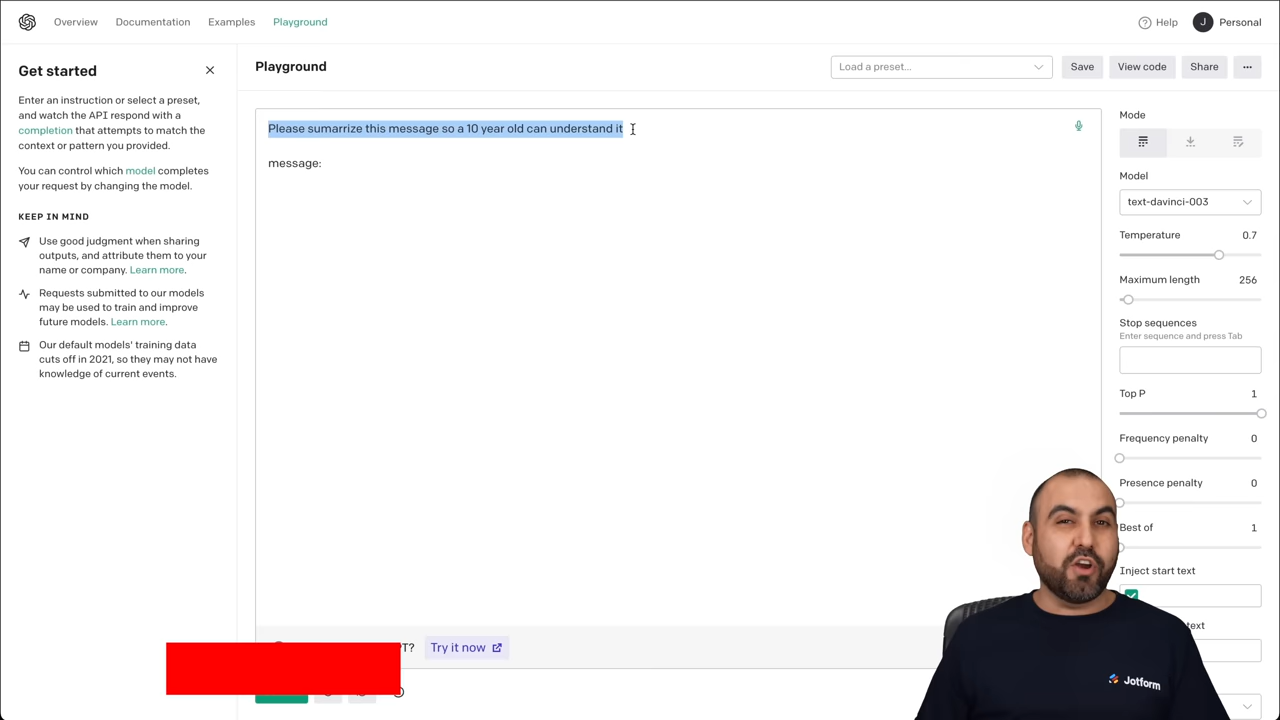 Overview
Documentation
Examples
Playground
Help
J
Personal
Get started
Enter an instruction or select a preset,
and watch the API respond with a
completion that attempts to match the
context or pattern you provided.
You can control which model completes
your request by changing the model.
KEEP IN MIND
Use good judgment when sharing
outputs, and attribute them to your
name or company. Learn more.
Requests submitted to our models
may be used to train and improve
future models. Learn more.
Our default models' training data
cuts off in 2021, so they may not have
knowledge of current events.
Playground
Load a preset...
Save
View code
Share
Please sumarrize this message so a 10 year old can understand it
message:
Try it now
Mode
Model
text-davinci-003
Temperature 0.7
Maximum length 256
Stop sequences
Enter sequence and press Tab
Top P 1
Frequency penalty 0
Presence penalty 0
Best of 1
Inject start text
text
Jotform